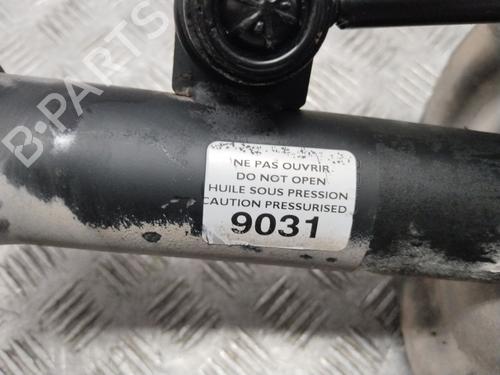 B-PARTS
NE PAS OUVRIR
DO NOT OPEN
HUILE SOUS PRESSION
CAUTION PRESSURISED
9031